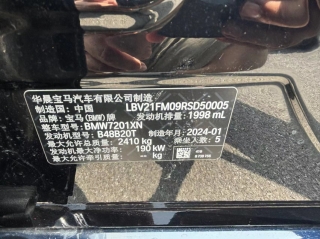 华晨宝马汽车有限公司制造
制造国：中国 LBV21FM09RSD50005
品牌：宝马(BMW)牌 发动机排量：1998 mL
整车型号：BMW7201XN
发动机型号：B48B20T 制造年月：2024-01
最大允许总质量：2410 kg 乘坐人数：5
发动机最大净功率：190 kW
最大允许牵引质量：-- kg